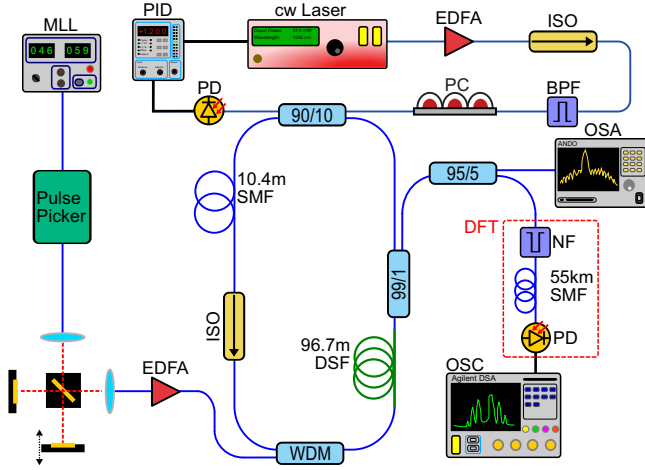 MLL
046 059
PID
-1.200
cw Laser
EDFA
ISO
PD
90/10
PC
BPF
OSA
ANDO
10.4m
SMF
95/5
Pulse
Picker
DFT
NF
99/1
55km
SMF
ISO
96.7m
DSF
PD
EDFA
OSC
Agilent DSA
WDM